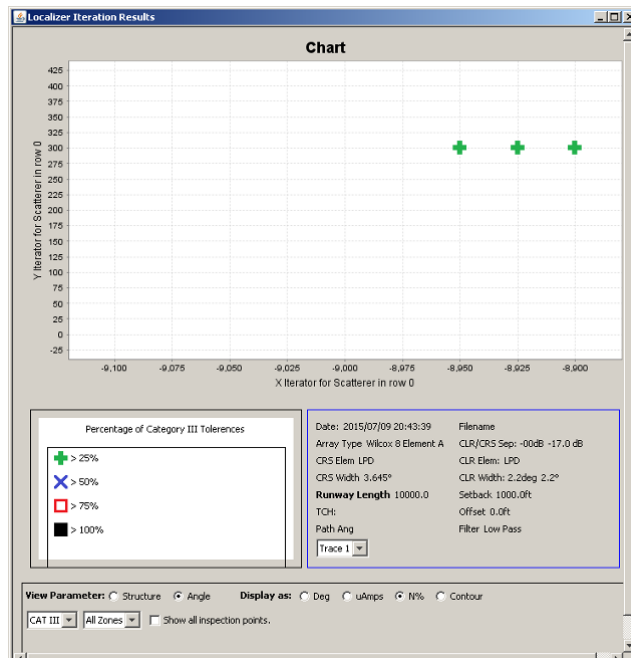 Localizer Iteration Results
Chart
Y Iterator for Scatterer in row 0
425
400
375
350
325
300
275
250
225
200
175
150
125
100
75
50
25
0
-25
-9,100 -9,075 -9,050 -9,025 -9,000 -8,975 -8,950 -8,925 -8,900
X Iterator for Scatterer in row 0
Percentage of Category III Tolerences
> 25%
> 50%
> 75%
> 100%
Date: 2015/07/09 20:43:39 Filename
Array Type Wilcox 8 Element A CLR/CRS Sep: -00dB -17.0 dB
CRS Elem LPD CLR Elem: LPD
CRS Width 3.645° CLR Width: 2.2deg 2.2°
Runway Length 10000.0 Setback 1000.0ft
TCH: Offset 0.0ft
Path Ang Filter Low Pass
Trace 1
View Parameter: Structure Angle Display as: Deg uAmps N% Contour
CAT III All Zones Show all inspection points.